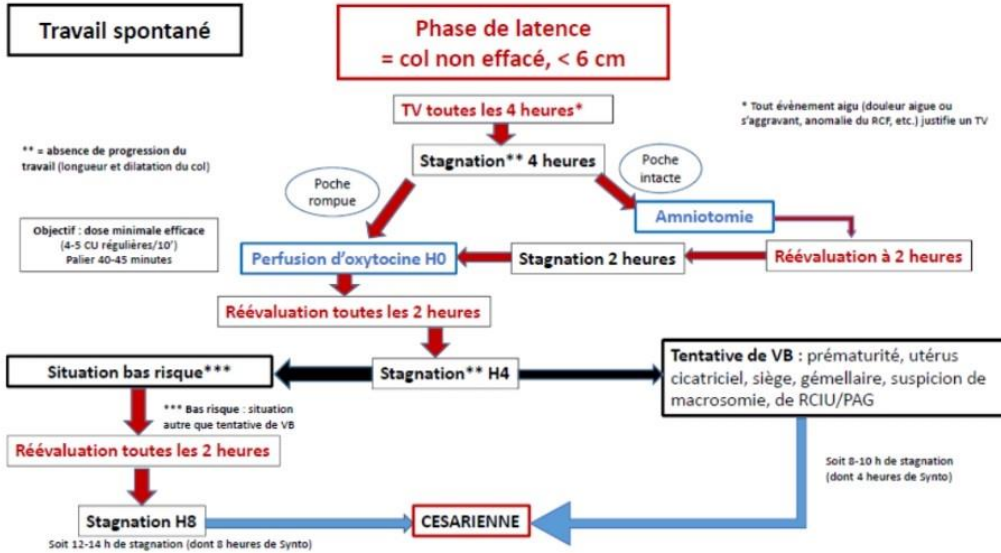 Travail spontané
Phase de latence
= col non effacé, < 6 cm
TV toutes les 4 heures*
* Tout évènement aigu (douleur aigue ou
s'aggravant, anomalie du RCF, etc.) justifie un TV
** = absence de progression du
travail (longueur et dilatation du col)
Stagnation** 4 heures
Poche
rompue
Poche
intacte
Amniotomie
Objectif : dose minimale efficace
(4-5 CU régulières/10')
Palier 40-45 minutes
Perfusion d'oxytocine H0
Stagnation 2 heures
Réévaluation à 2 heures
Réévaluation toutes les 2 heures
Situation bas risque***
Stagnation** H4
Tentative de VB : prématurité, utérus
cicatriciel, siège, gémellaire, suspicion de
macrosomie, de RCIU/PAG
*** Bas risque : situation
autre que tentative de VB
Réévaluation toutes les 2 heures
Soit 8-10 h de stagnation
(dont 4 heures de Synto)
Stagnation H8
CESARIENNE
Soit 12-14 h de stagnation (dont 8 heures de Synto)